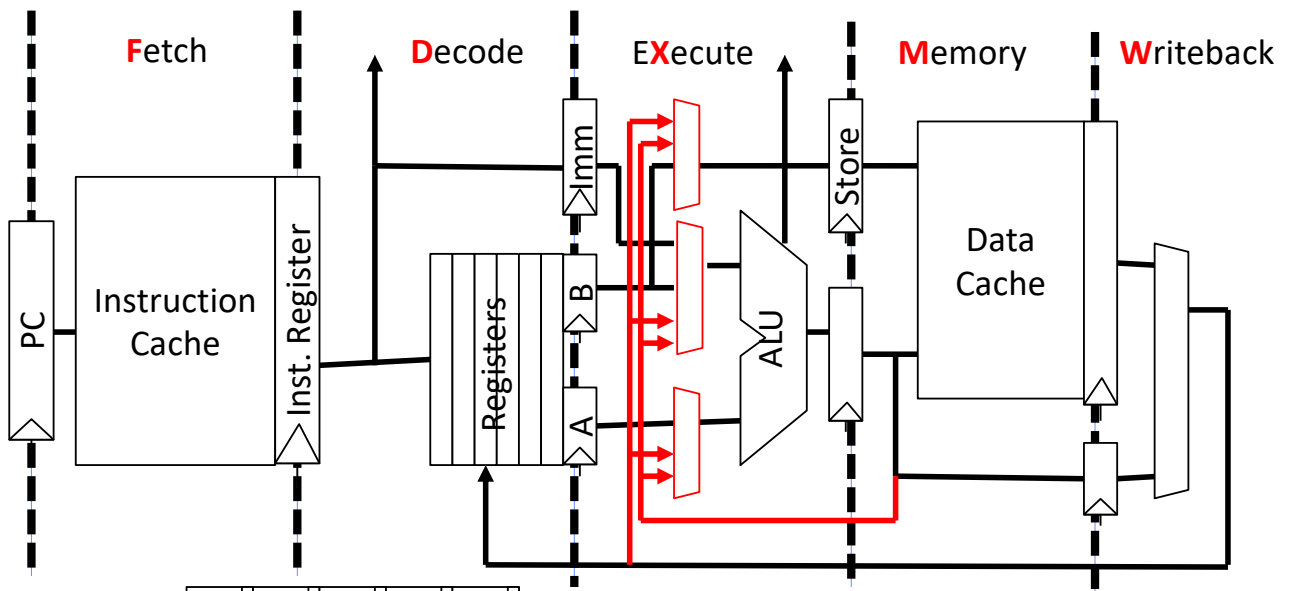 Fetch
Decode
EXecute
Memory
Writeback
PC
Instruction
Cache
Inst. Register
Registers
Imm
B
A
ALU
Store
Data
Cache